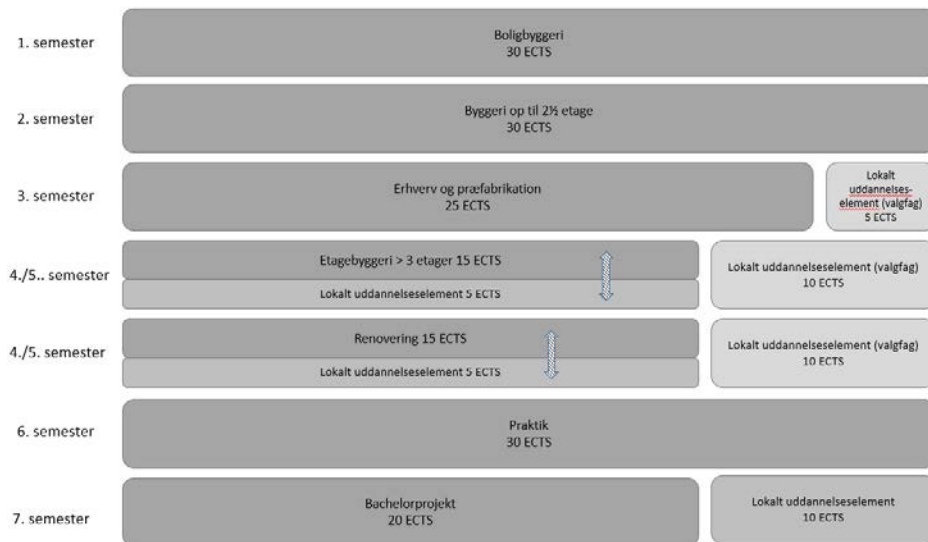 1. semester
Boligbyggeri
30 ECTS
2. semester
Byggeri op til 2½ etage
30 ECTS
3. semester
Erhverv og præfabrikation
25 ECTS
Lokalt
uddannelses-
element (valgfag)
5 ECTS
4./5.. semester
Etagebyggeri > 3 etager 15 ECTS
Lokalt uddannelseselement 5 ECTS
Lokalt uddannelseselement (valgfag)
10 ECTS
4./5. semester
Renovering 15 ECTS
Lokalt uddannelseselement 5 ECTS
Lokalt uddannelseselement (valgfag)
10 ECTS
6. semester
Praktik
30 ECTS
7. semester
Bachelorprojekt
20 ECTS
Lokalt uddannelseselement
10 ECTS